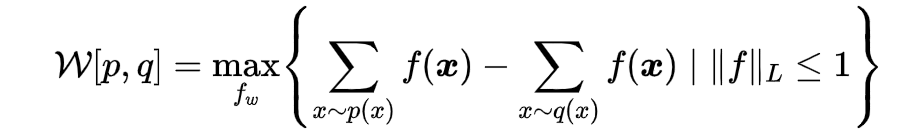 𝒲[p, q] = max_{f_w} { ∑_{x∼p(x)} f(𝒙) − ∑_{x∼q(x)} f(𝒙) | ‖f‖_L ≤ 1 }